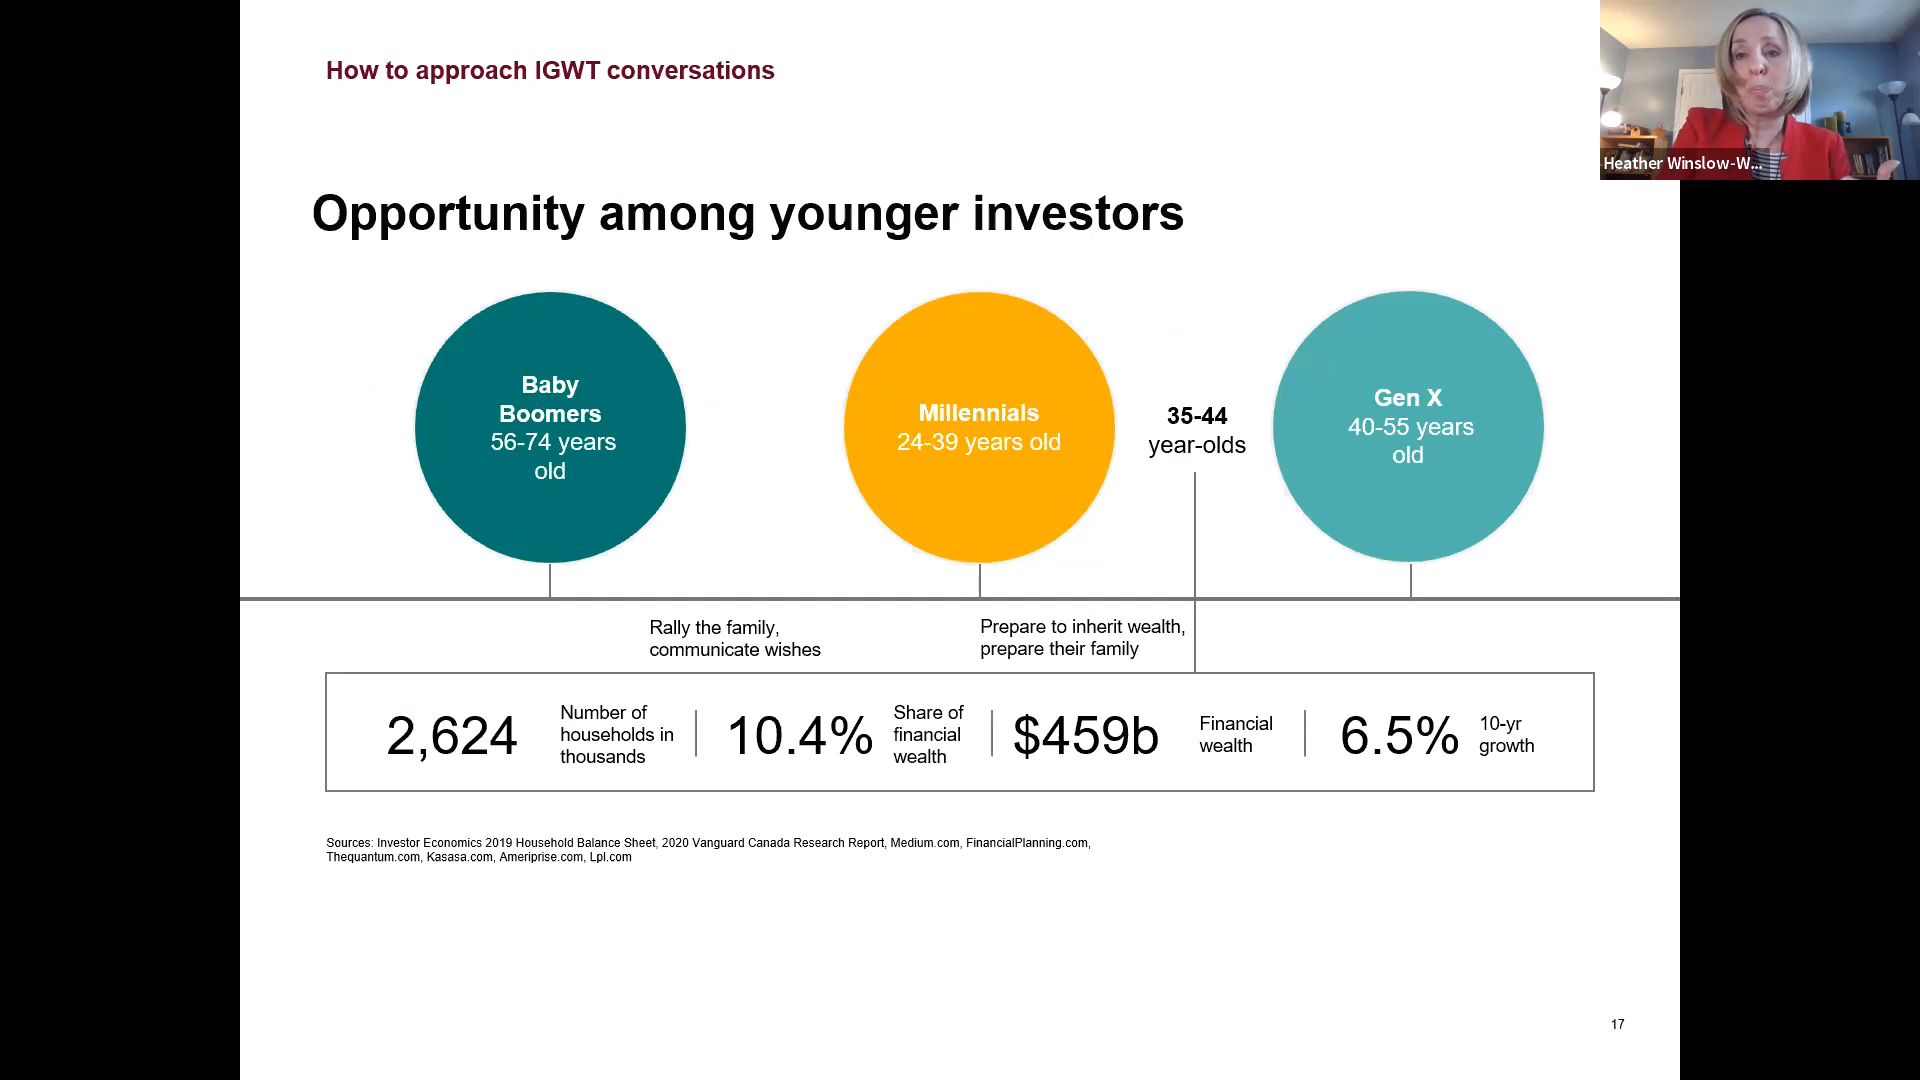 How to approach IGWT conversations
Heather Winslow-W...
Opportunity among younger investors
Baby
Boomers
56-74 years
old
Millennials
24-39 years old
35-44
year-olds
Gen X
40-55 years
old
Rally the family,
communicate wishes
Prepare to inherit wealth,
prepare their family
2,624
Number of
households in
thousands
10.4%
Share of
financial
wealth
$459b
Financial
wealth
6.5%
10-yr
growth
Sources: Investor Economics 2019 Household Balance Sheet, 2020 Vanguard Canada Research Report, Medium.com, FinancialPlanning.com,
Thequantum.com, Kasasa.com, Ameriprise.com, Lpl.com
17